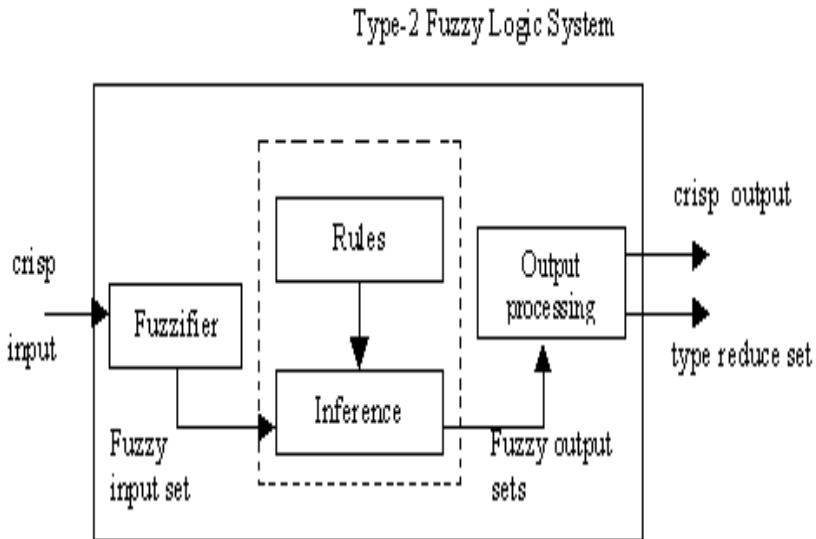 Type-2 Fuzzy Logic System
crisp
input
Fuzzifier
Fuzzy
input set
Rules
Inference
Fuzzy output
sets
Output
processing
crisp output
type reduce set